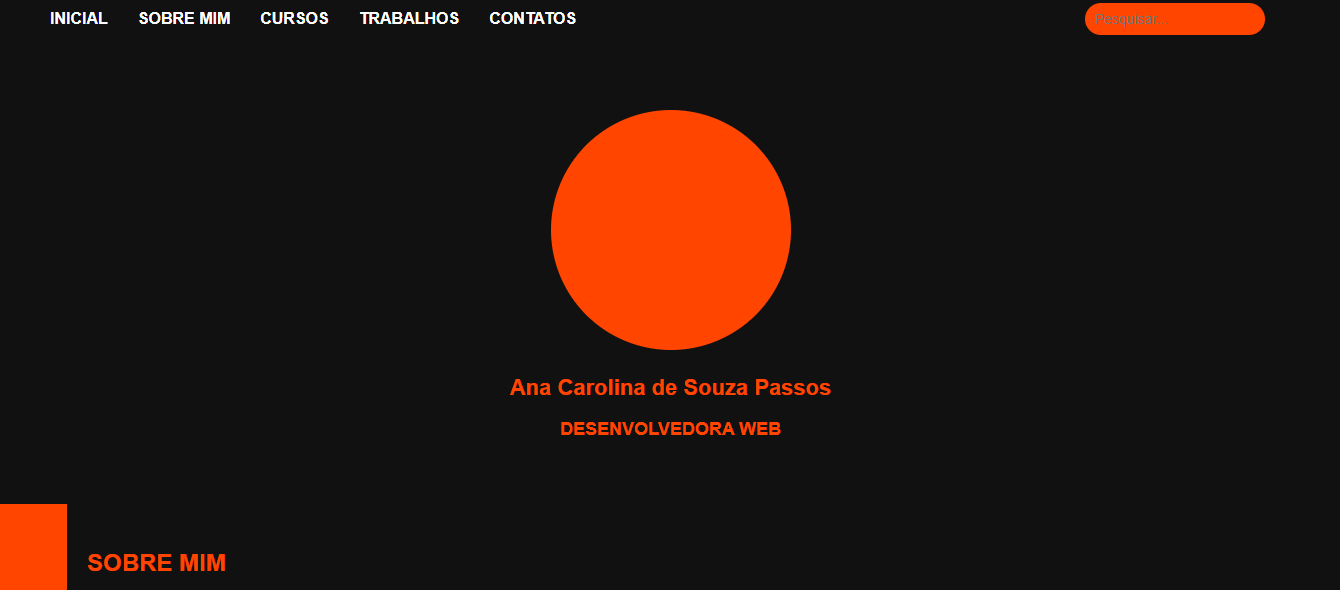 INICIAL SOBRE MIM CURSOS TRABALHOS CONTATOS Pesquisar...
Ana Carolina de Souza Passos
DESENVOLVEDORA WEB
SOBRE MIM